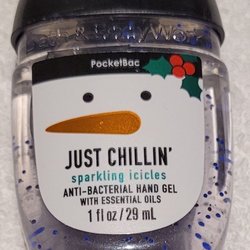 PocketBac
JUST CHILLIN'
sparkling icicles
ANTI-BACTERIAL HAND GEL
WITH ESSENTIAL OILS
1 fl oz / 29 mL